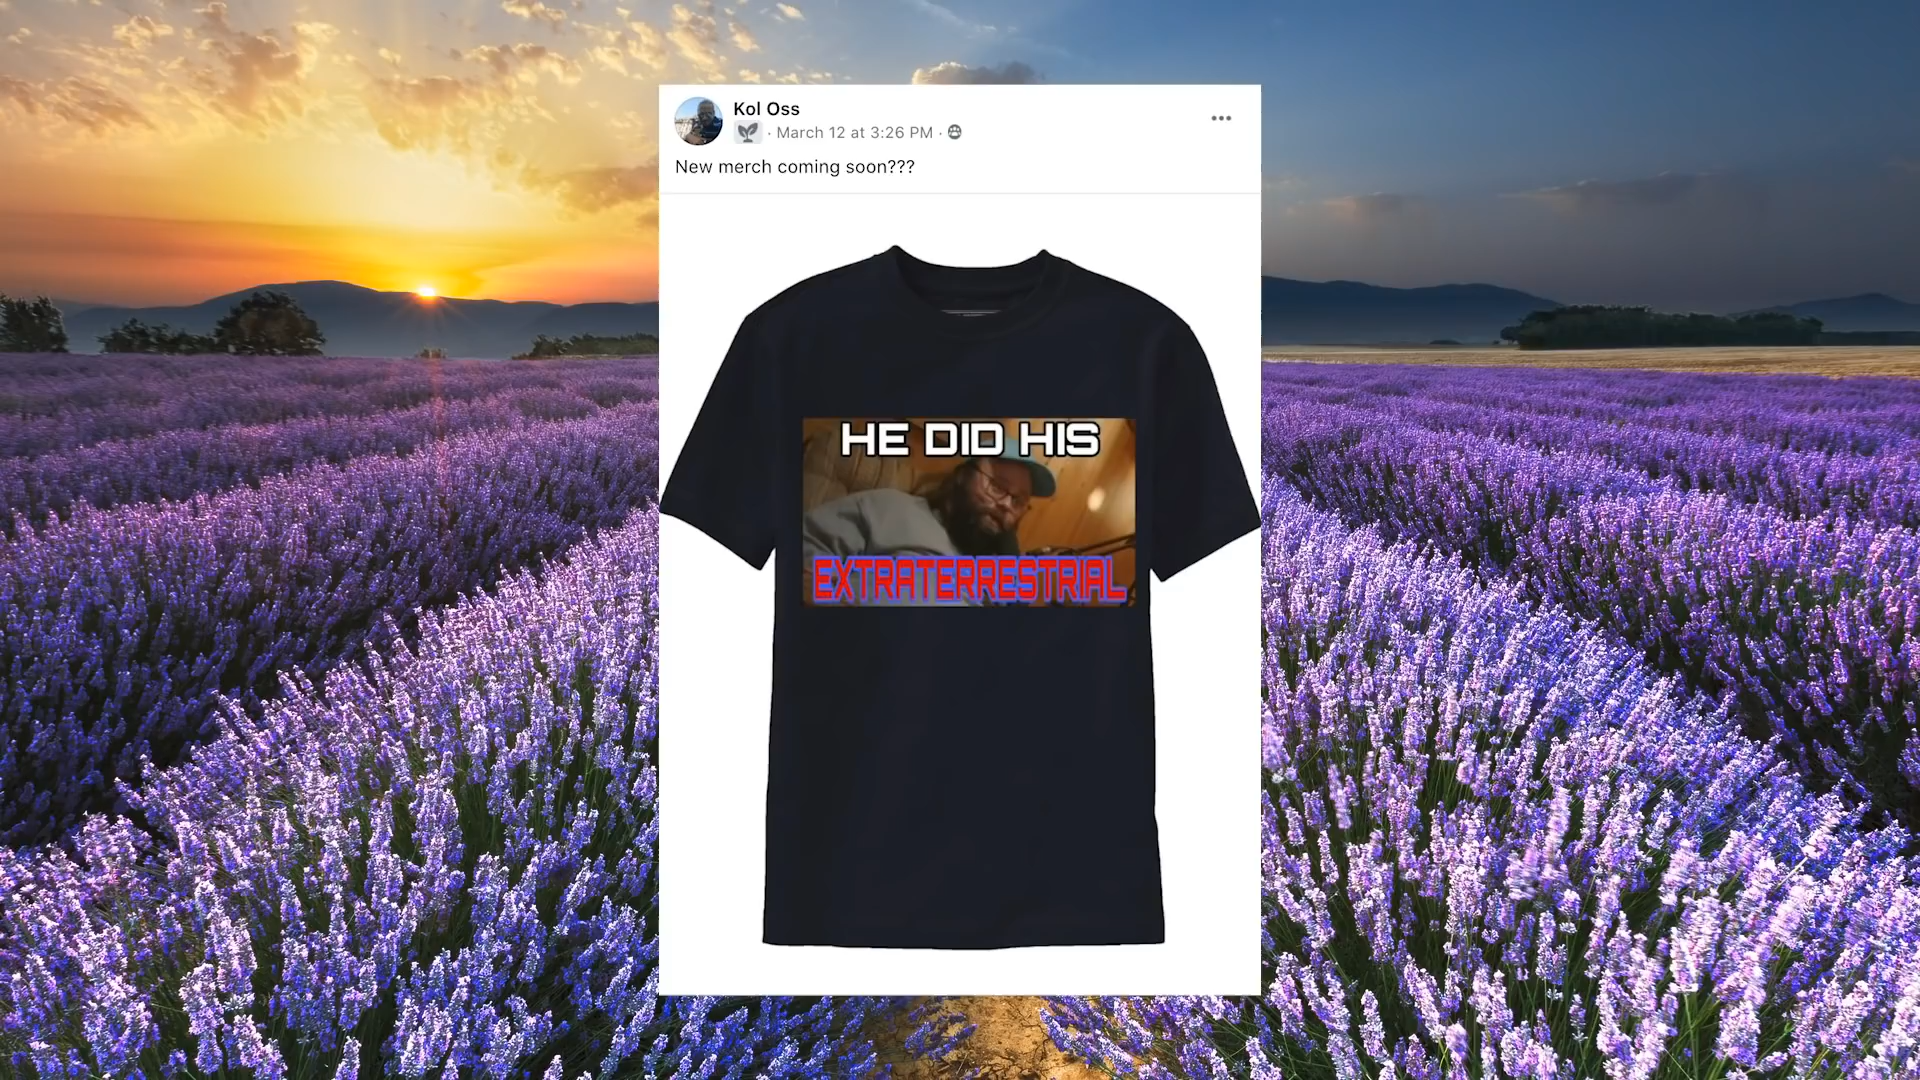 Kol Oss
· March 12 at 3:26 PM ·
New merch coming soon???
HE DID HIS
EXTRATERRESTRIAL